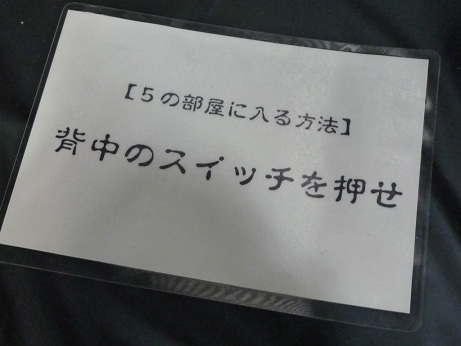 【5の部屋に入る方法】
背中のスイッチを押せ